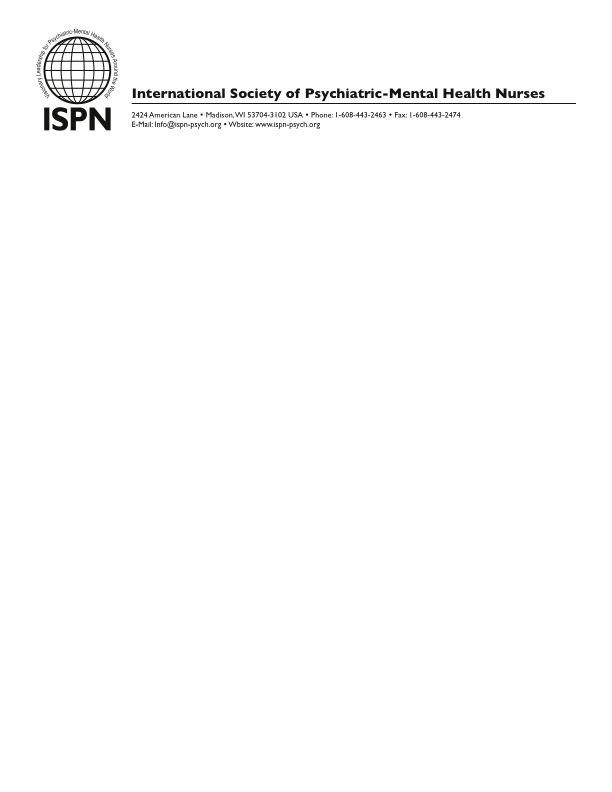 Visionary Leadership for Psychiatric-Mental Health Nurses Around the World
ISPN
International Society of Psychiatric-Mental Health Nurses
2424 American Lane • Madison, WI 53704-3102 USA • Phone: 1-608-443-2463 • Fax: 1-608-443-2474
E-Mail: Info@ispn-psych.org • Wbsite: www.ispn-psych.org